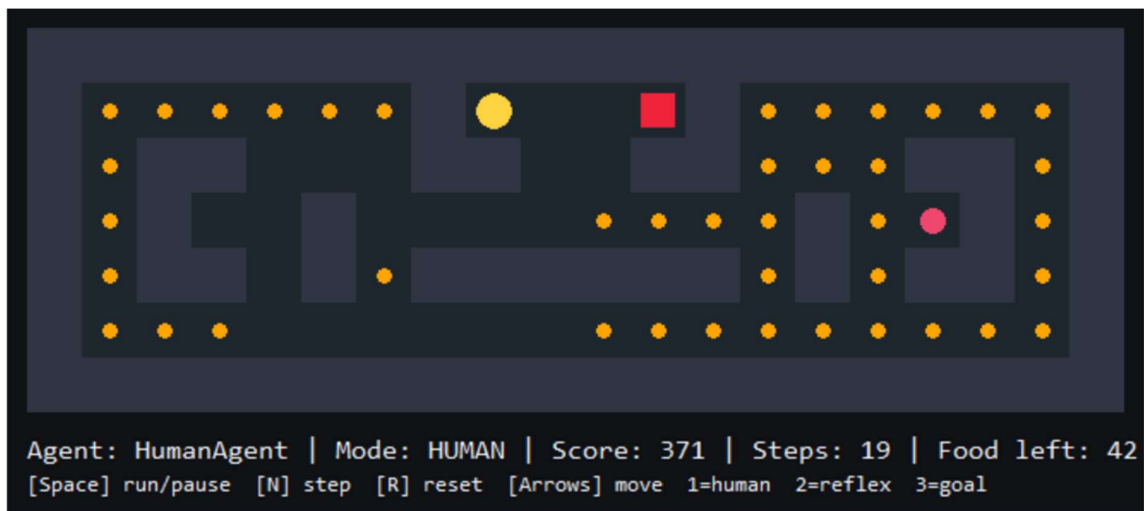 Agent: HumanAgent | Mode: HUMAN | Score: 371 | Steps: 19 | Food left: 42
[Space] run/pause [N] step [R] reset [Arrows] move 1=human 2=reflex 3=goal